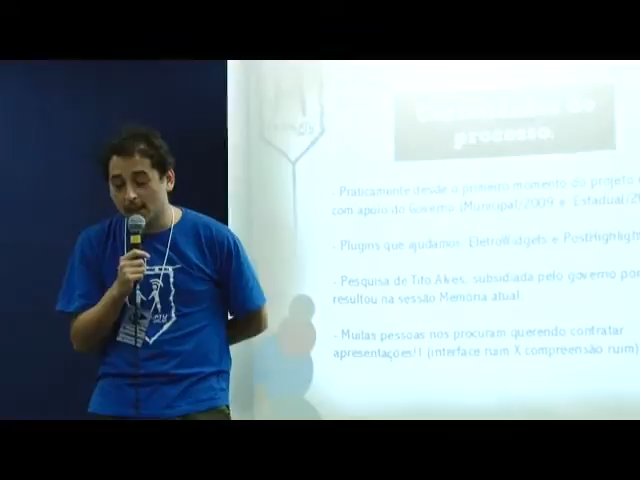 processo.
- Praticamente desde o primeiro momento do projeto
com apoio do Governo (Municipal/2009 e Estadual/
- Plugins que ajudamos: EletroWidgets e PostHighlight
- Pesquisa de Tito Alves, subsidiada pelo governo
resultou na sessão Memória atual.
- Muitas pessoas nos procuram querendo contratar
apresentações!! (interface ruim X compreensão ruim)